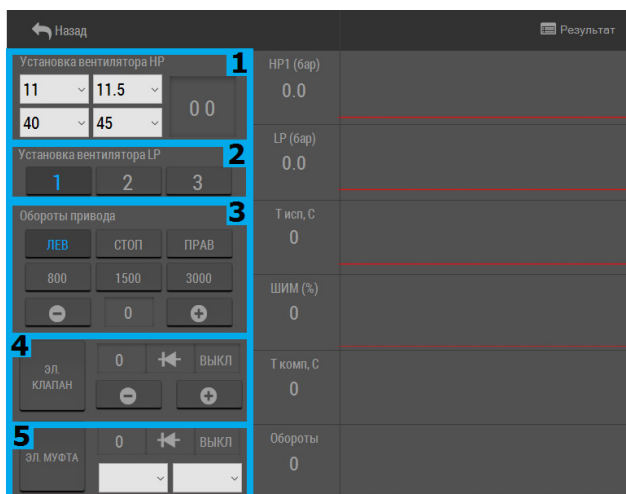 Назад
Результат
Установка вентилятора HP 1
11 11.5
0 0
40 45
Установка вентилятора LP 2
1 2 3
Обороты привода 3
ЛЕВ СТОП ПРАВ
800 1500 3000
0
4
ЭЛ.
КЛАПАН
0 ВЫКЛ
5
ЭЛ. МУФТА
0 ВЫКЛ
HP1 (бар)
0.0
LP (бар)
0.0
Т исп, С
0
ШИМ (%)
0
Т комп, С
0
Обороты
0